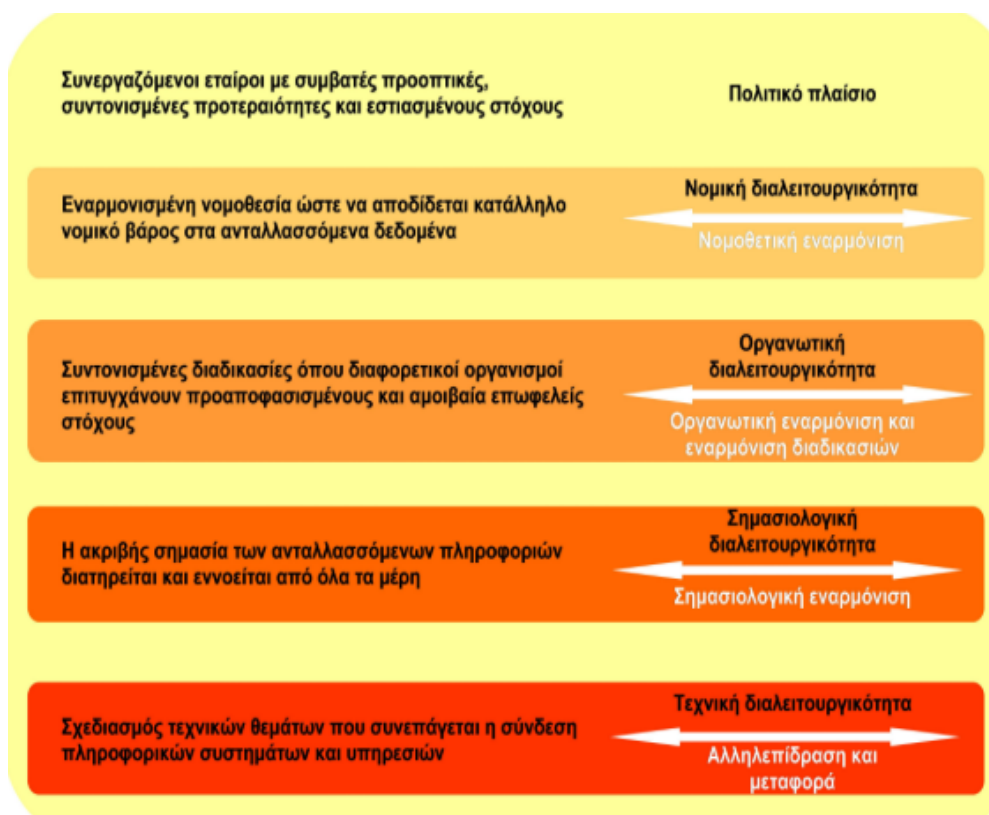 Συνεργαζόμενοι εταίροι με συμβατές προοπτικές,
συντονισμένες προτεραιότητες και εστιασμένους στόχους
Πολιτικό πλαίσιο
Εναρμονισμένη νομοθεσία ώστε να αποδίδεται κατάλληλο
νομικό βάρος στα ανταλλασσόμενα δεδομένα
Νομική διαλειτουργικότητα
Νομοθετική εναρμόνιση
Συντονισμένες διαδικασίες όπου διαφορετικοί οργανισμοί
επιτυγχάνουν προαποφασισμένους και αμοιβαία επωφελείς
στόχους
Οργανωτική
διαλειτουργικότητα
Οργανωτική εναρμόνιση και
εναρμόνιση διαδικασιών
Η ακριβής σημασία των ανταλλασσόμενων πληροφοριών
διατηρείται και εννοείται από όλα τα μέρη
Σημασιολογική
διαλειτουργικότητα
Σημασιολογική εναρμόνιση
Σχεδιασμός τεχνικών θεμάτων που συνεπάγεται η σύνδεση
πληροφορικών συστημάτων και υπηρεσιών
Τεχνική διαλειτουργικότητα
Αλληλεπίδραση και
μεταφορά